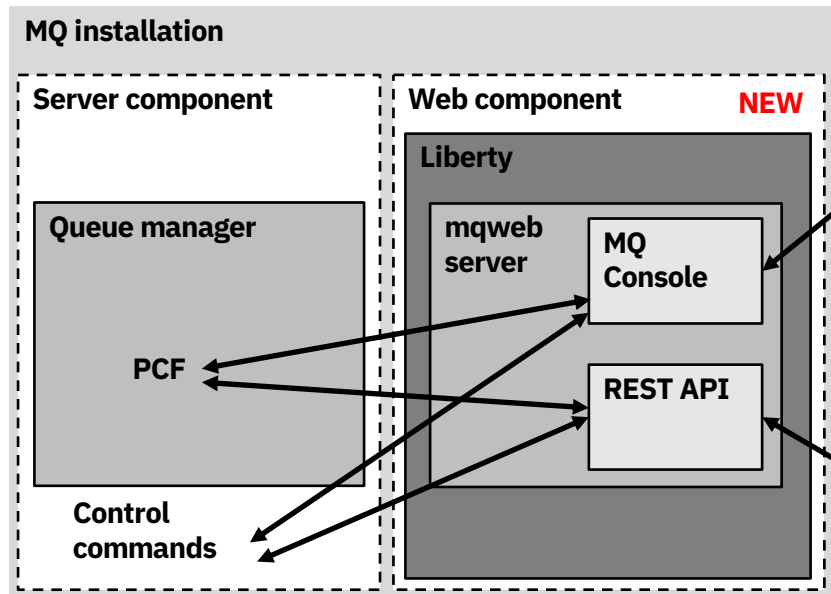 MQ installation
Server component
Web component
NEW
Liberty
Queue manager
mqweb
server
MQ
Console
PCF
REST API
Control
commands